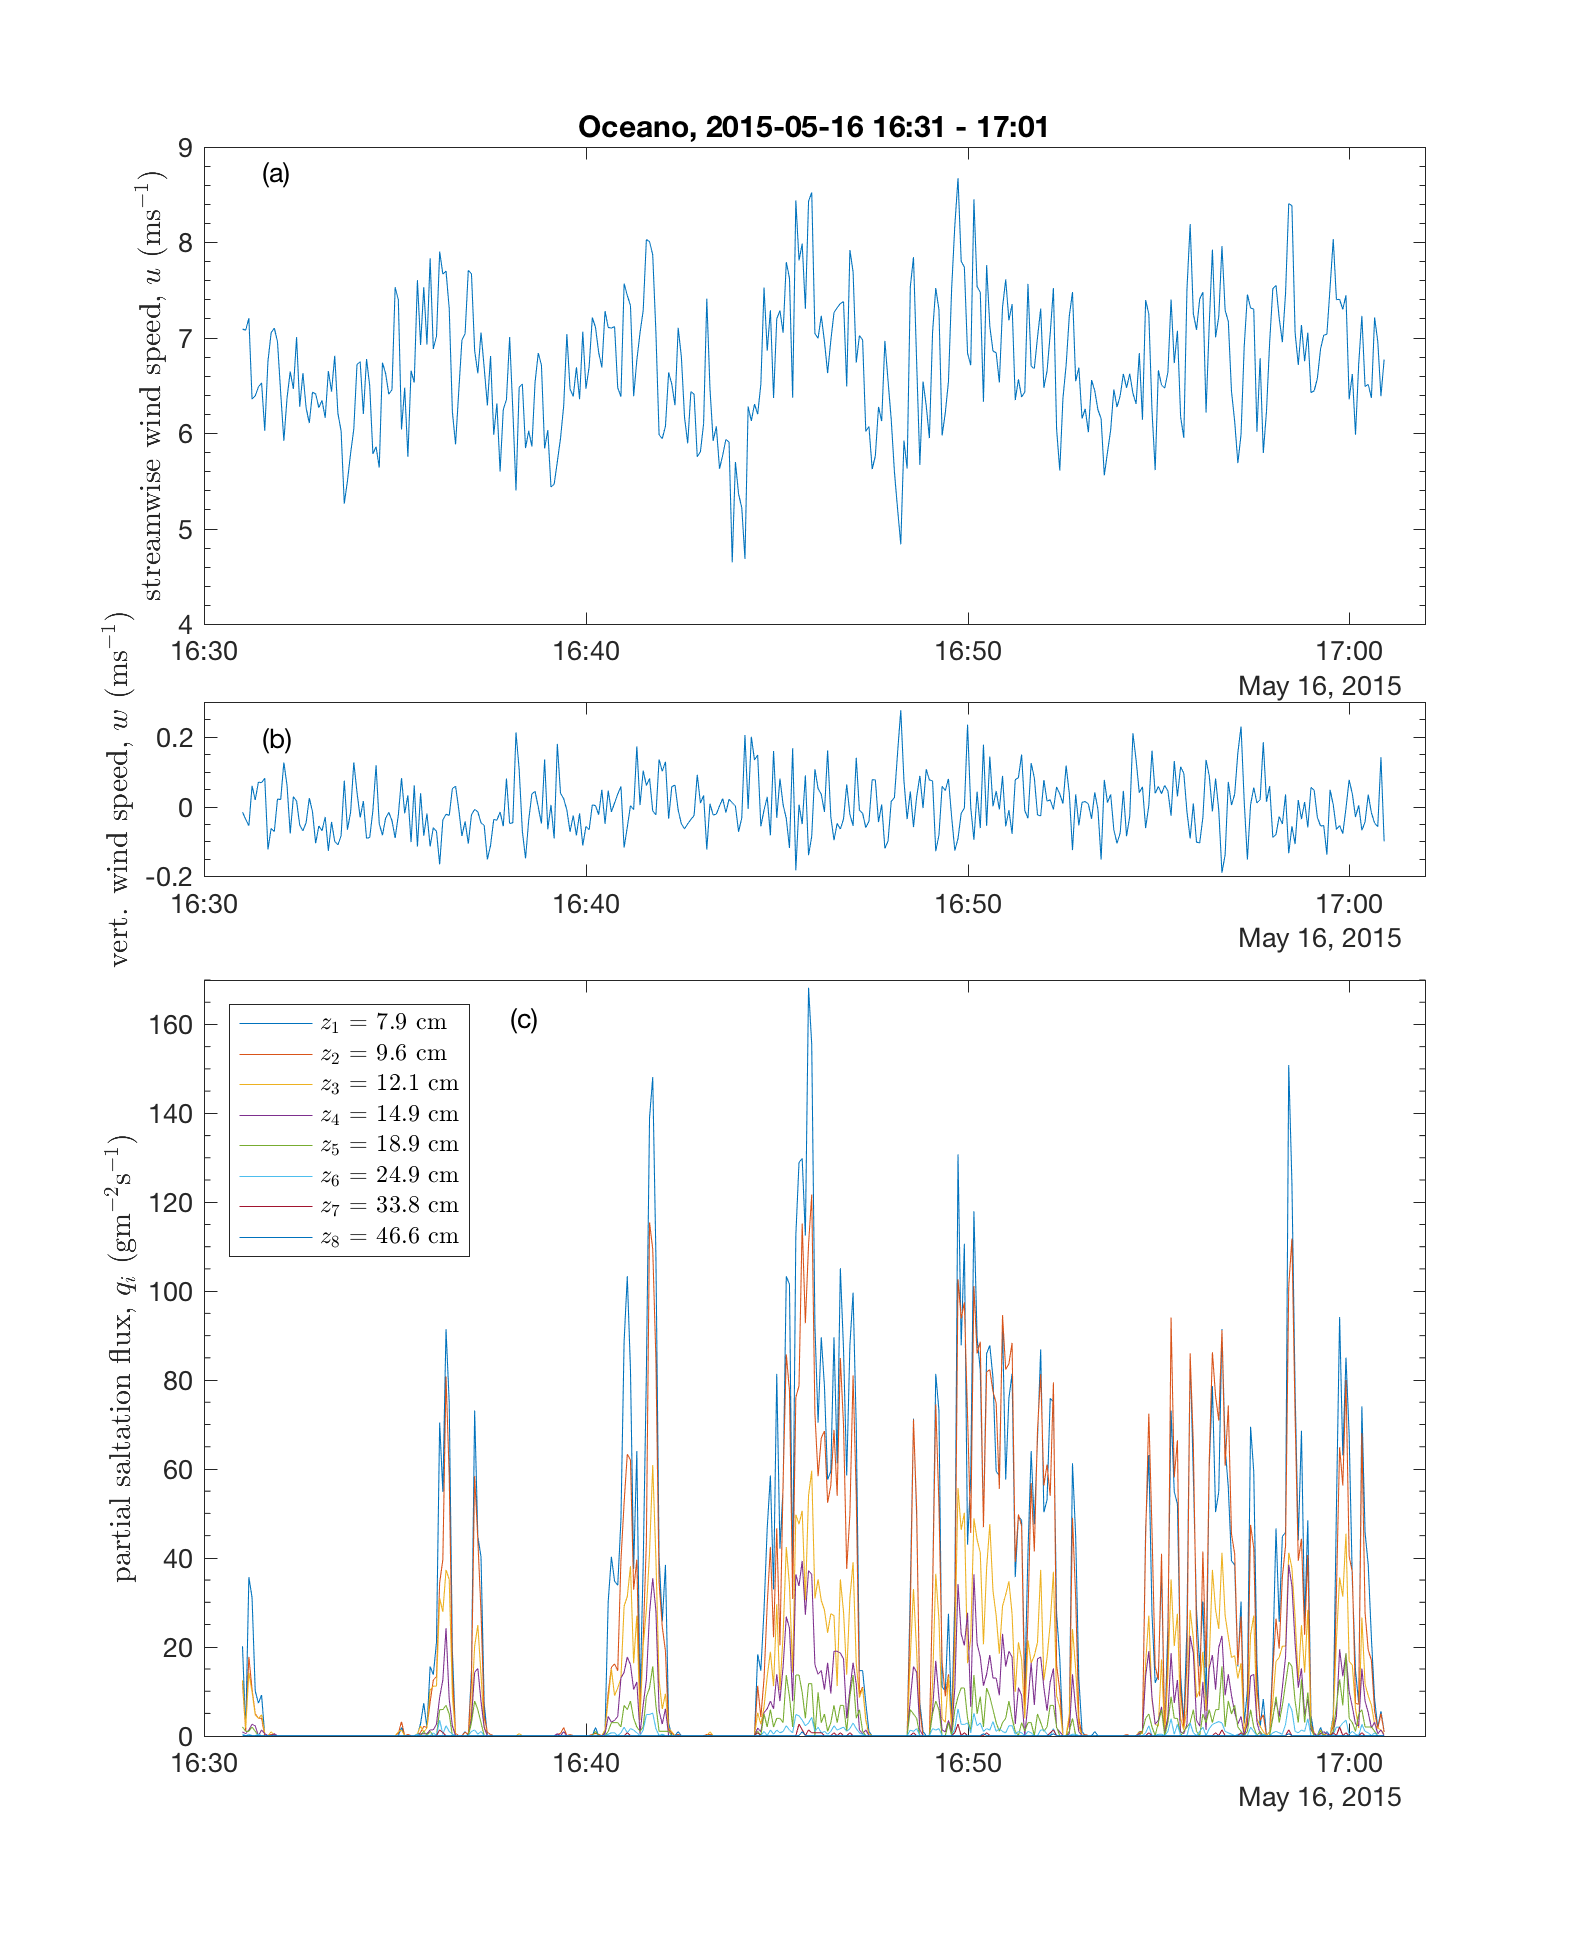 Oceano, 2015-05-16 16:31 - 17:01
(a)
streamwise wind speed, u (ms⁻¹)
9
8
7
6
5
4
16:30 16:40 16:50 17:00
May 16, 2015
(b)
vert. wind speed, w (ms⁻¹)
0.2
0
-0.2
16:30 16:40 16:50 17:00
May 16, 2015
(c)
partial saltation flux, qᵢ (gm⁻²s⁻¹)
160
140
120
100
80
60
40
20
0
z₁ = 7.9 cm
z₂ = 9.6 cm
z₃ = 12.1 cm
z₄ = 14.9 cm
z₅ = 18.9 cm
z₆ = 24.9 cm
z₇ = 33.8 cm
z₈ = 46.6 cm
16:30 16:40 16:50 17:00
May 16, 2015